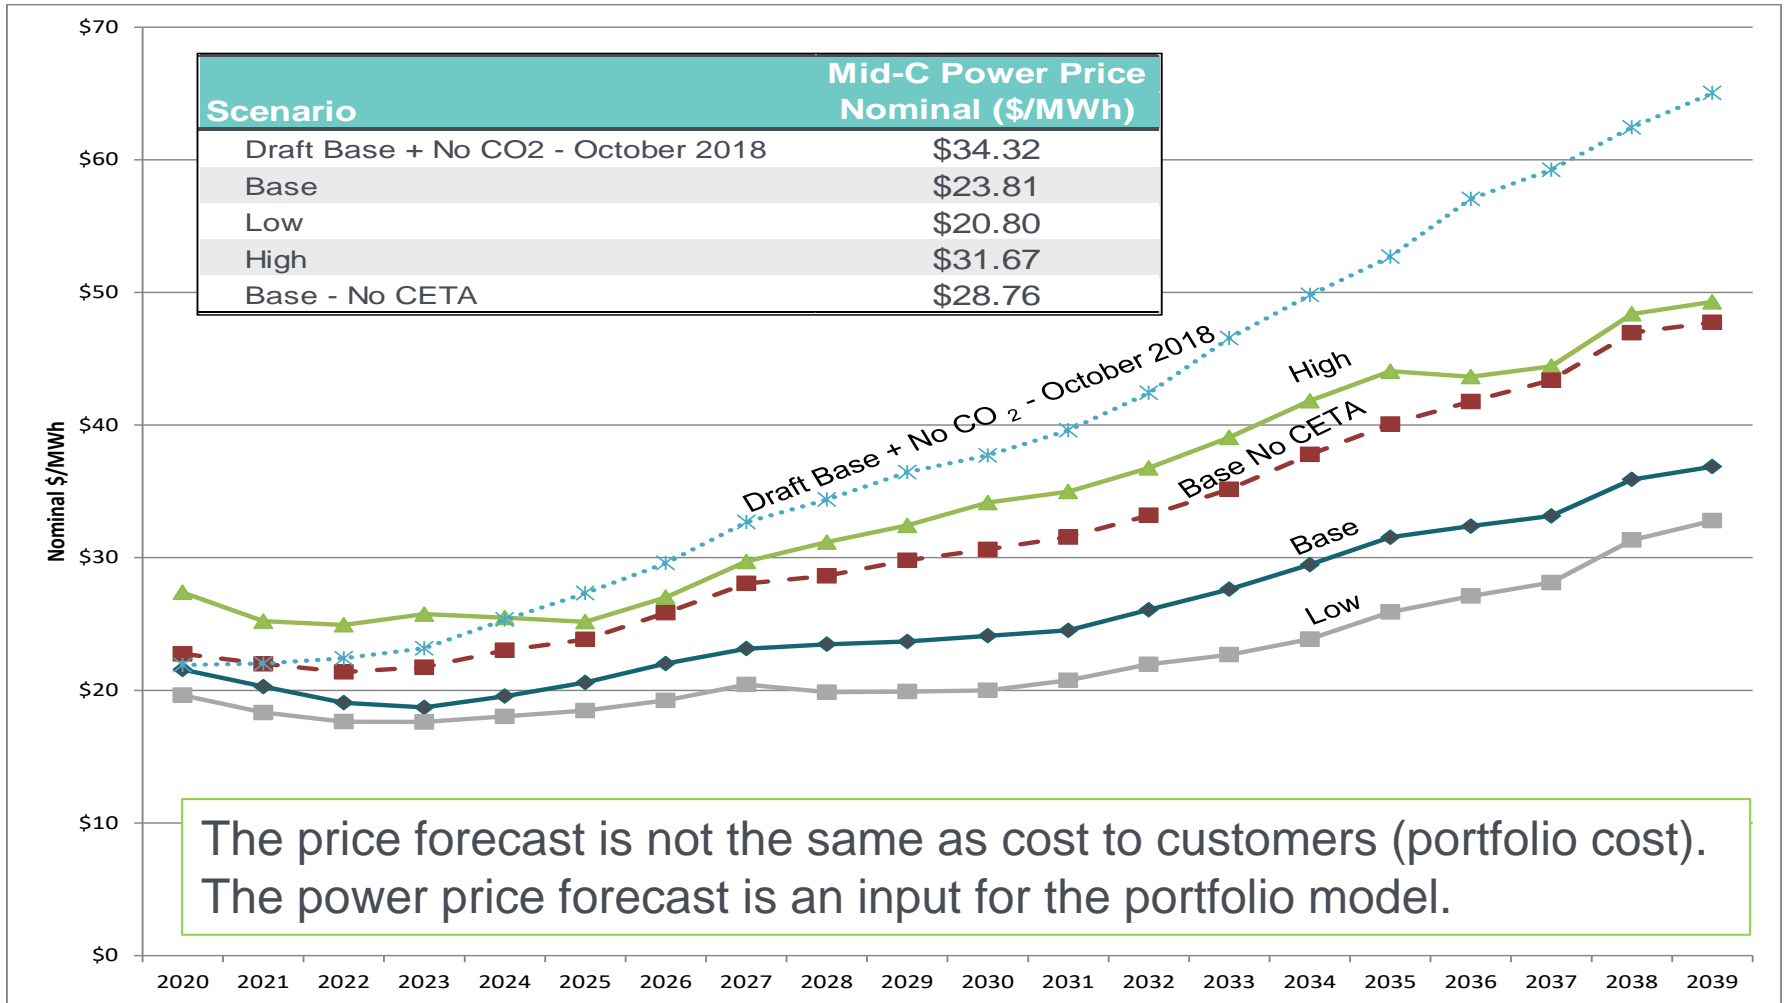 $70
$60
$50
$40
$30
$20
$10
$0
Nominal $/MWh
Scenario Mid-C Power Price Nominal ($/MWh)
Draft Base + No CO2 - October 2018 $34.32
Base $23.81
Low $20.80
High $31.67
Base - No CETA $28.76
Draft Base + No CO₂ - October 2018
High
Base No CETA
Base
Low
The price forecast is not the same as cost to customers (portfolio cost).
The power price forecast is an input for the portfolio model.
2020 2021 2022 2023 2024 2025 2026 2027 2028 2029 2030 2031 2032 2033 2034 2035 2036 2037 2038 2039